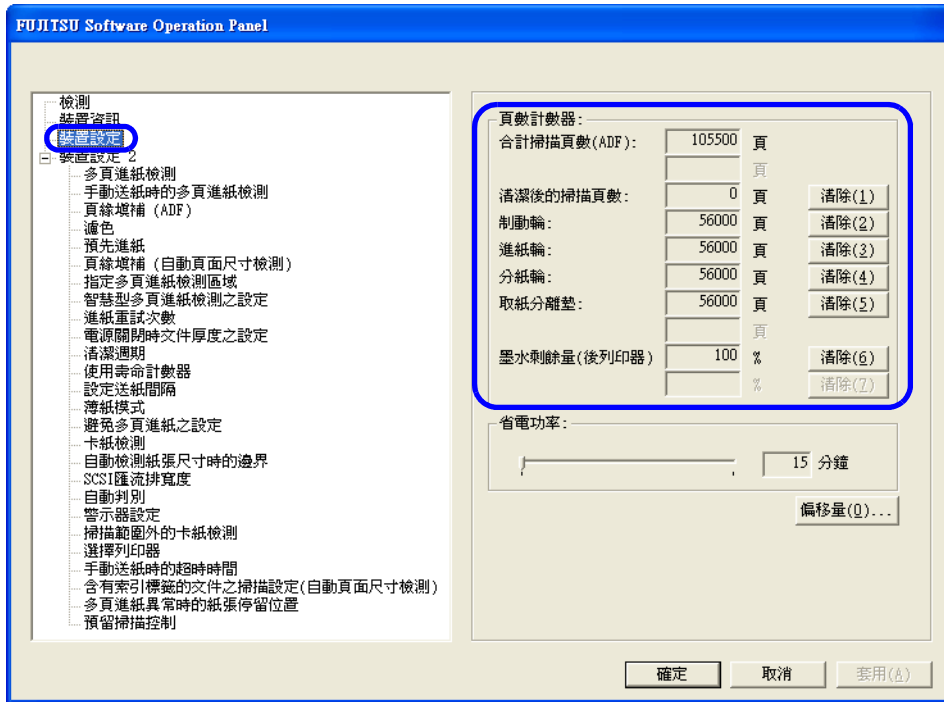 FUJITSU Software Operation Panel
檢測
裝置資訊
裝置設定
裝置設定 2
多頁進紙檢測
手動送紙時的多頁進紙檢測
頁緣填補 (ADF)
濾色
預先進紙
頁緣填補 (自動頁面尺寸檢測)
指定多頁進紙檢測區域
智慧型多頁進紙檢測之設定
進紙重試次數
電源關閉時文件厚度之設定
清潔週期
使用壽命計數器
設定送紙間隔
薄紙模式
避免多頁進紙之設定
卡紙檢測
自動檢測紙張尺寸時的邊界
SCSI匯流排寬度
自動判別
警示器設定
掃描範圍外的卡紙檢測
選擇列印器
手動送紙時的超時時間
含有索引標籤的文件之掃描設定(自動頁面尺寸檢測)
多頁進紙異常時的紙張停留位置
預留掃描控制
頁數計數器:
合計掃描頁數(ADF): 105500 頁
頁
清潔後的掃描頁數: 0 頁 清除(1)
制動輪: 56000 頁 清除(2)
進紙輪: 56000 頁 清除(3)
分紙輪: 56000 頁 清除(4)
取紙分離墊: 56000 頁 清除(5)
頁
墨水剩餘量(後列印器) 100 % 清除(6)
% 清除(7)
省電功率:
15 分鐘
偏移量(O)...
確定 取消 套用(A)